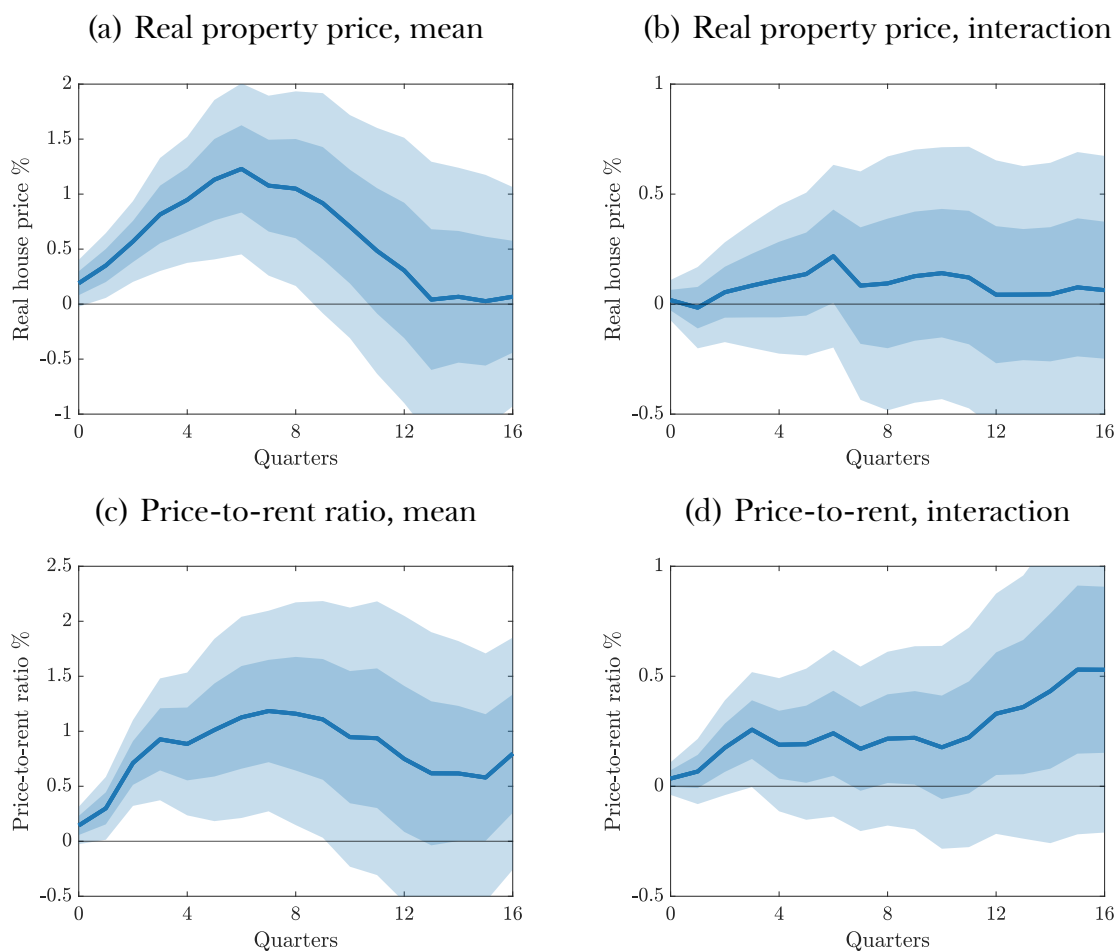 (a) Real property price, mean
2
1.5
1
0.5
0
-0.5
-1
Real house price %
0 4 8 12 16
Quarters
(b) Real property price, interaction
1
0.5
0
-0.5
Real house price %
0 4 8 12 16
Quarters
(c) Price-to-rent ratio, mean
2.5
2
1.5
1
0.5
0
-0.5
Price-to-rent ratio %
0 4 8 12 16
Quarters
(d) Price-to-rent, interaction
1
0.5
0
-0.5
Price-to-rent ratio %
0 4 8 12 16
Quarters